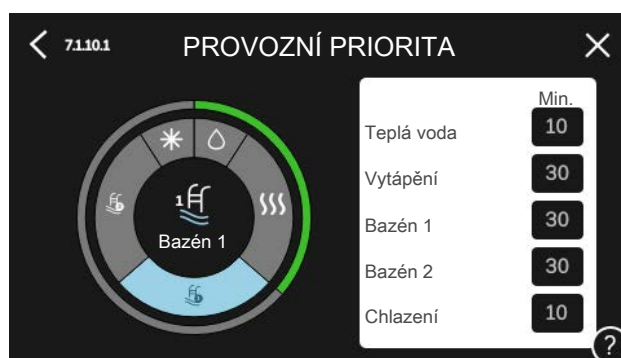 7.1.10.1 PROVOZNÍ PRIORITA
Min.
Teplá voda 10
Vytápění 30
Bazén 1 30
Bazén 2 30
Chlazení 10
1
Bazén 1
?